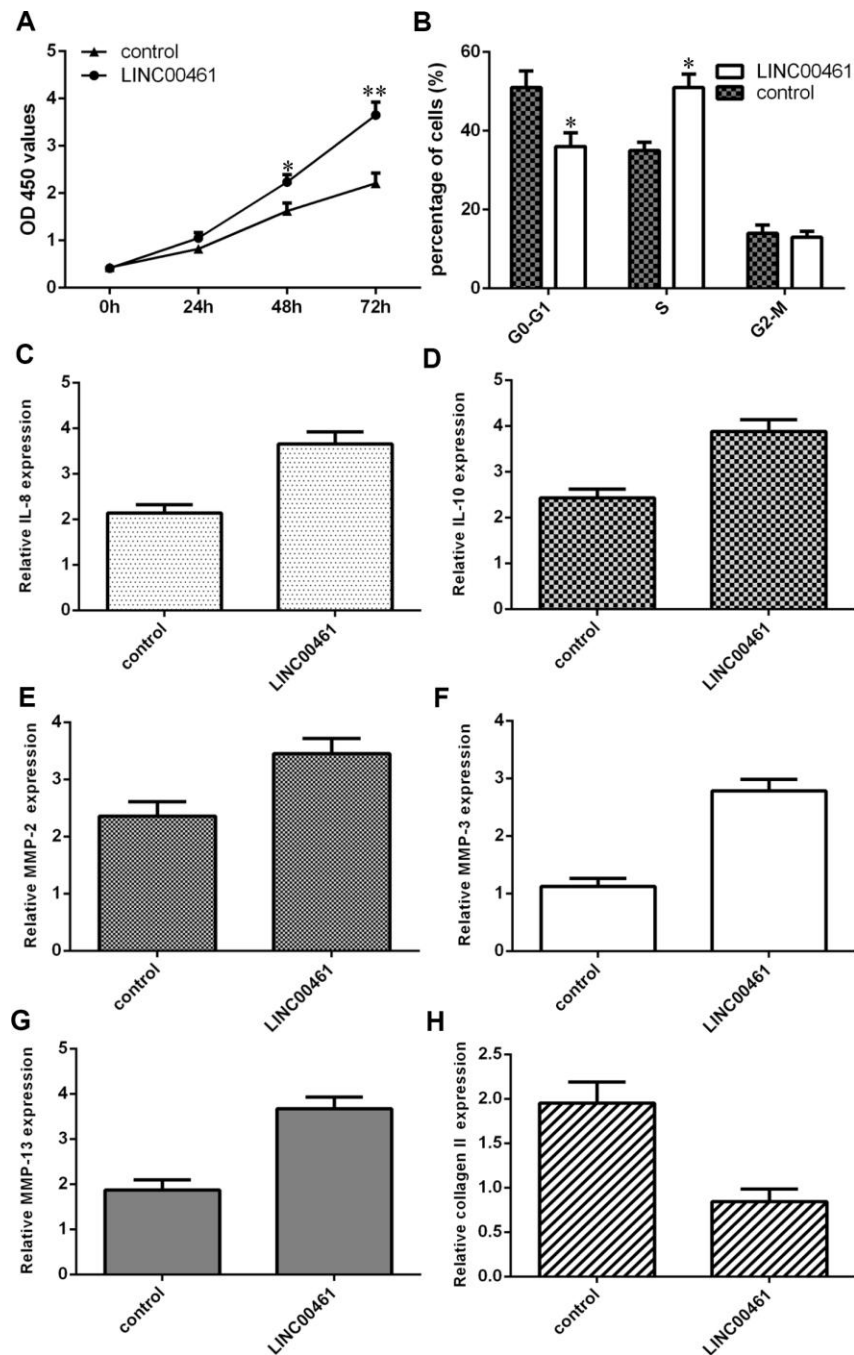 A
control
LINC00461
OD 450 values
5
4
3
2
1
0
*
**
0h 24h 48h 72h
B
LINC00461
control
percentage of cells (%)
60
40
20
0
*
*
G0-G1 S G2-M
C
Relative IL-8 expression
5
4
3
2
1
0
control LINC00461
D
Relative IL-10 expression
5
4
3
2
1
0
control LINC00461
E
Relative MMP-2 expression
4
3
2
1
0
control LINC00461
F
Relative MMP-3 expression
4
3
2
1
0
control LINC00461
G
Relative MMP-13 expression
5
4
3
2
1
0
control LINC00461
H
Relative collagen II expression
2.5
2.0
1.5
1.0
0.5
0.0
control LINC00461